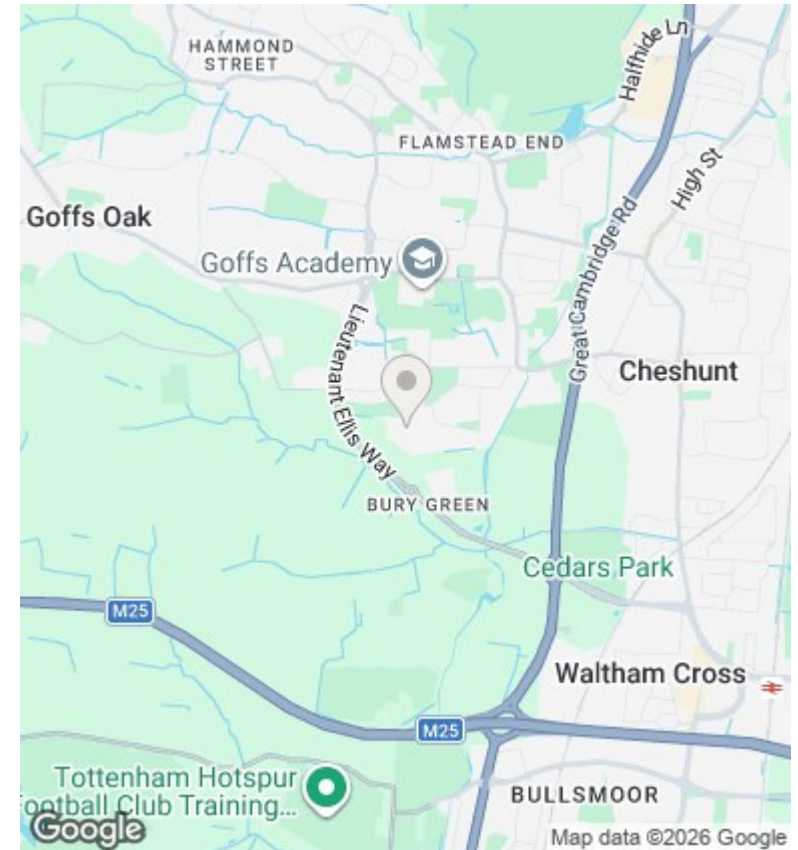 HAMMOND
STREET
Halfhide Ln
FLAMSTEAD END
High St
Goffs Oak
Goffs Academy
Great Cambridge Rd
Lieutenant Ellis Way
Cheshunt
BURY GREEN
Cedars Park
M25
Waltham Cross
M25
Tottenham Hotspur
Football Club Training...
BULLSMOOR
Google
Map data ©2026 Google